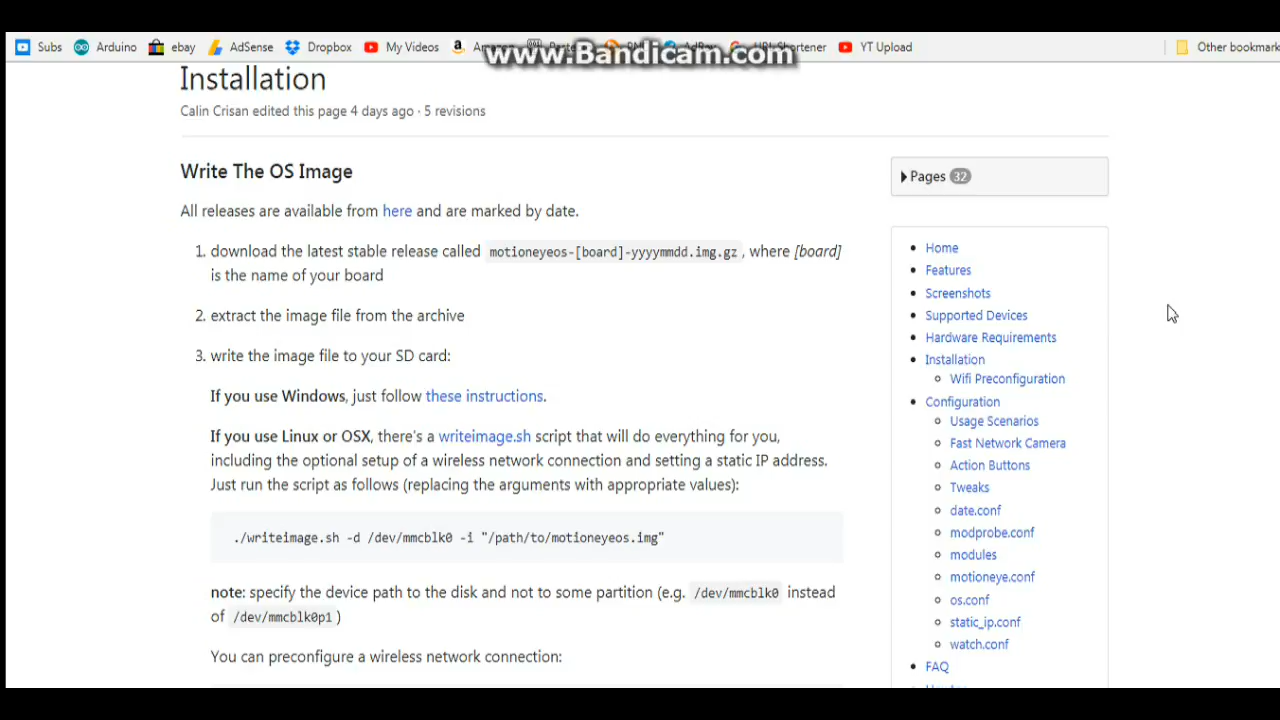 Subs Arduino ebay AdSense Dropbox My Videos Shortener YT Upload Other bookmark
www.Bandicam.com
Installation
Calin Crisan edited this page 4 days ago · 5 revisions
Write The OS Image
All releases are available from here and are marked by date.
1. download the latest stable release called motioneyeos-[board]-yyyymmdd.img.gz, where [board]
is the name of your board
2. extract the image file from the archive
3. write the image file to your SD card:
If you use Windows, just follow these instructions.
If you use Linux or OSX, there's a writeimage.sh script that will do everything for you,
including the optional setup of a wireless network connection and setting a static IP address.
Just run the script as follows (replacing the arguments with appropriate values):
./writeimage.sh -d /dev/mmcblk0 -i "/path/to/motioneyeos.img"
note: specify the device path to the disk and not to some partition (e.g. /dev/mmcblk0 instead
of /dev/mmcblk0p1)
You can preconfigure a wireless network connection:
Pages 32
Home
Features
Screenshots
Supported Devices
Hardware Requirements
Installation
Wifi Preconfiguration
Configuration
Usage Scenarios
Fast Network Camera
Action Buttons
Tweaks
date.conf
modprobe.conf
modules
motioneye.conf
os.conf
static_ip.conf
watch.conf
FAQ